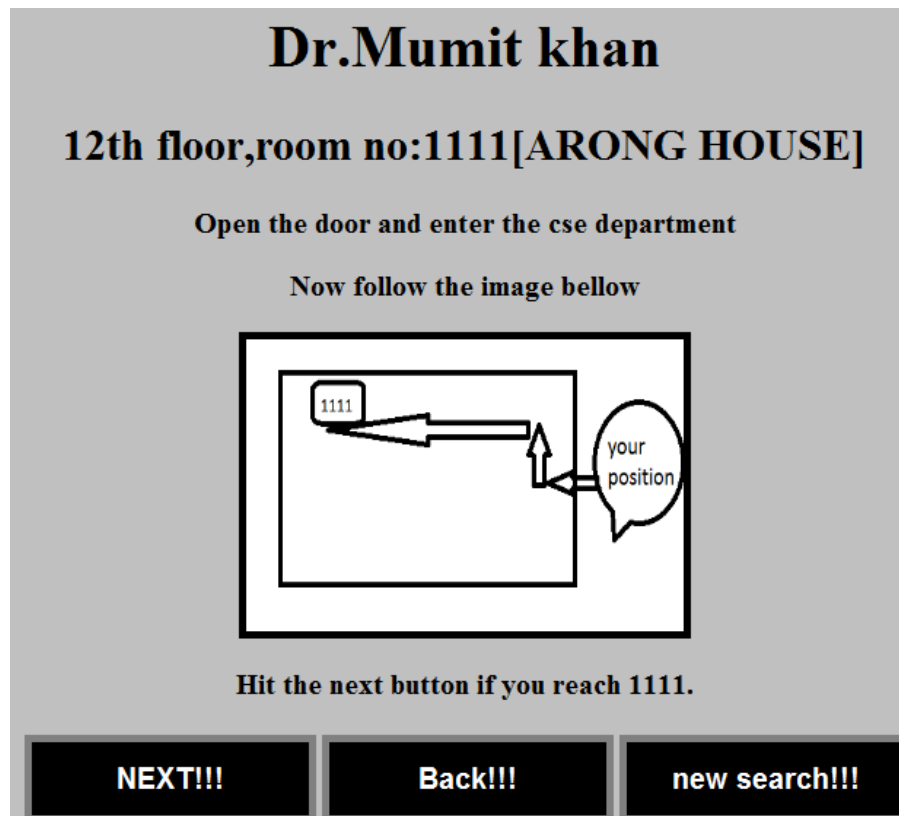 Dr.Mumit khan
12th floor,room no:1111[ARONG HOUSE]
Open the door and enter the cse department
Now follow the image bellow
1111
your
position
Hit the next button if you reach 1111.
NEXT!!!
Back!!!
new search!!!